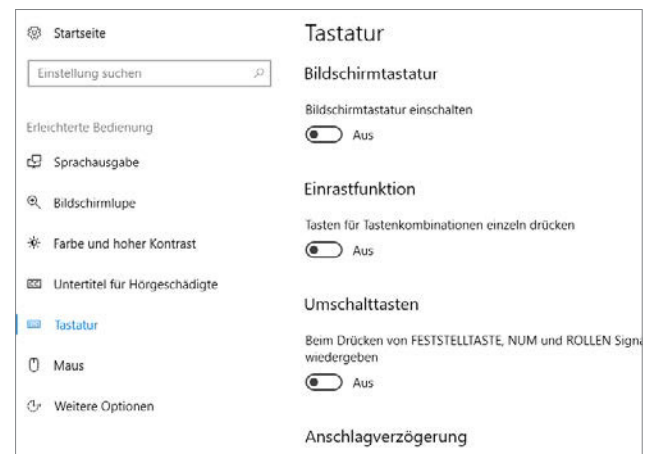 Startseite
Einstellung suchen
Erleichterte Bedienung
Sprachausgabe
Bildschirmlupe
Farbe und hoher Kontrast
Untertitel für Hörgeschädigte
Tastatur
Maus
Weitere Optionen
Tastatur
Bildschirmtastatur
Bildschirmtastatur einschalten
Aus
Einrastfunktion
Tasten für Tastenkombinationen einzeln drücken
Aus
Umschalttasten
Beim Drücken von FESTSTELLTASTE, NUM und ROLLEN Signa
wiedergeben
Aus
Anschlagverzögerung